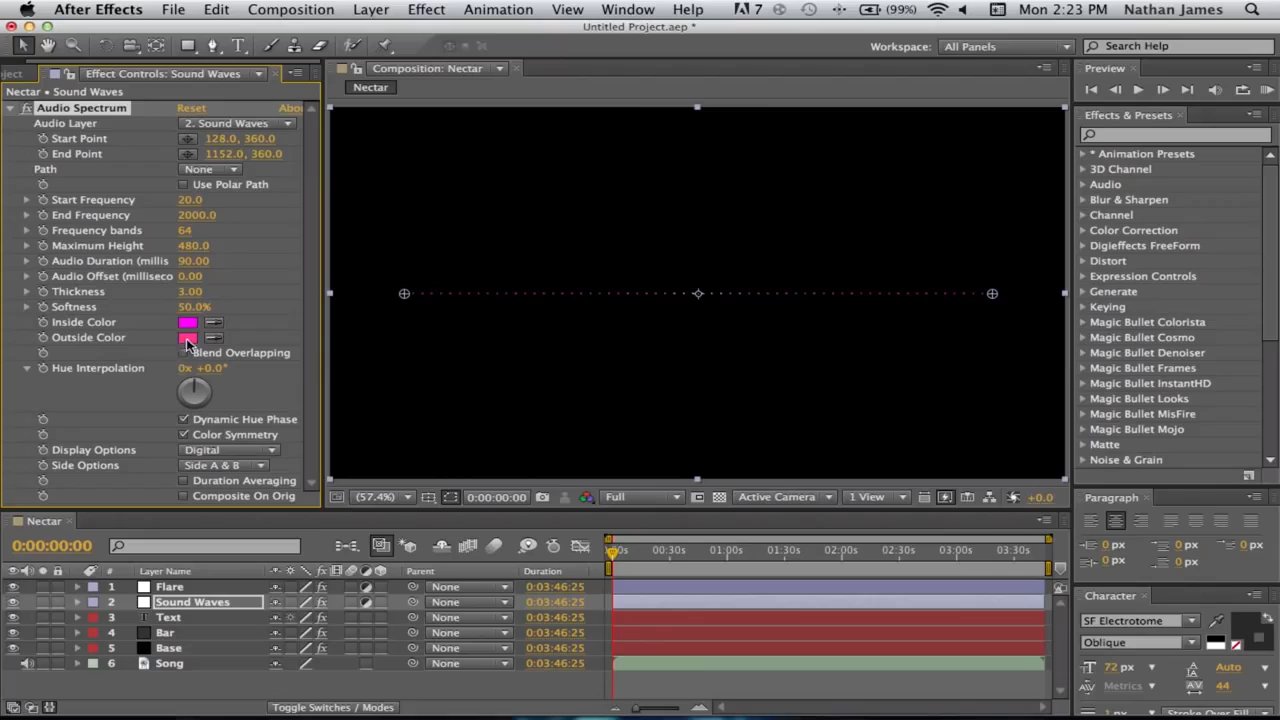 After Effects File Edit Composition Layer Effect Animation View Window Help 7 (99%) Mon 2:23 PM Nathan James
Untitled Project.aep *
Workspace: All Panels Search Help
Effect Controls: Sound Waves Composition: Nectar Preview
Nectar • Sound Waves Nectar
Audio Spectrum Reset
Audio Layer 2. Sound Waves
Start Point 128.0, 360.0
End Point 1152.0, 360.0
Path None
Use Polar Path
Start Frequency 20.0
End Frequency 2000.0
Frequency bands 64
Maximum Height 480.0
Audio Duration (millis 90.00
Audio Offset (milliseco 0.00
Thickness 3.00
Softness 50.0%
Inside Color
Outside Color
Blend Overlapping
Hue Interpolation 0x +0.0°
Dynamic Hue Phase
Color Symmetry
Display Options Digital
Side Options Side A & B
Duration Averaging
Composite On Orig
(57.4%) 0:00:00:00 Full Active Camera 1 View +0.0
Effects & Presets
* Animation Presets
3D Channel
Audio
Blur & Sharpen
Channel
Color Correction
Digieffects FreeForm
Distort
Expression Controls
Generate
Keying
Magic Bullet Colorista
Magic Bullet Cosmo
Magic Bullet Denoiser
Magic Bullet Frames
Magic Bullet InstantHD
Magic Bullet Looks
Magic Bullet MisFire
Magic Bullet Mojo
Matte
Noise & Grain
Paragraph
0 px 0 px 0 px
0 px 0 px
Character
SF Electrotome
Oblique
72 px Auto
Metrics 44
Nectar
0:00:00:00 00:30s 01:00s 01:30s 02:00s 02:30s 03:00s 03:30s
# Layer Name Parent Duration
1 Flare None 0:03:46:25
2 Sound Waves None 0:03:46:25
3 T Text None 0:03:46:25
4 Bar None 0:03:46:25
5 Base None 0:03:46:25
6 Song None 0:03:46:25
Toggle Switches / Modes